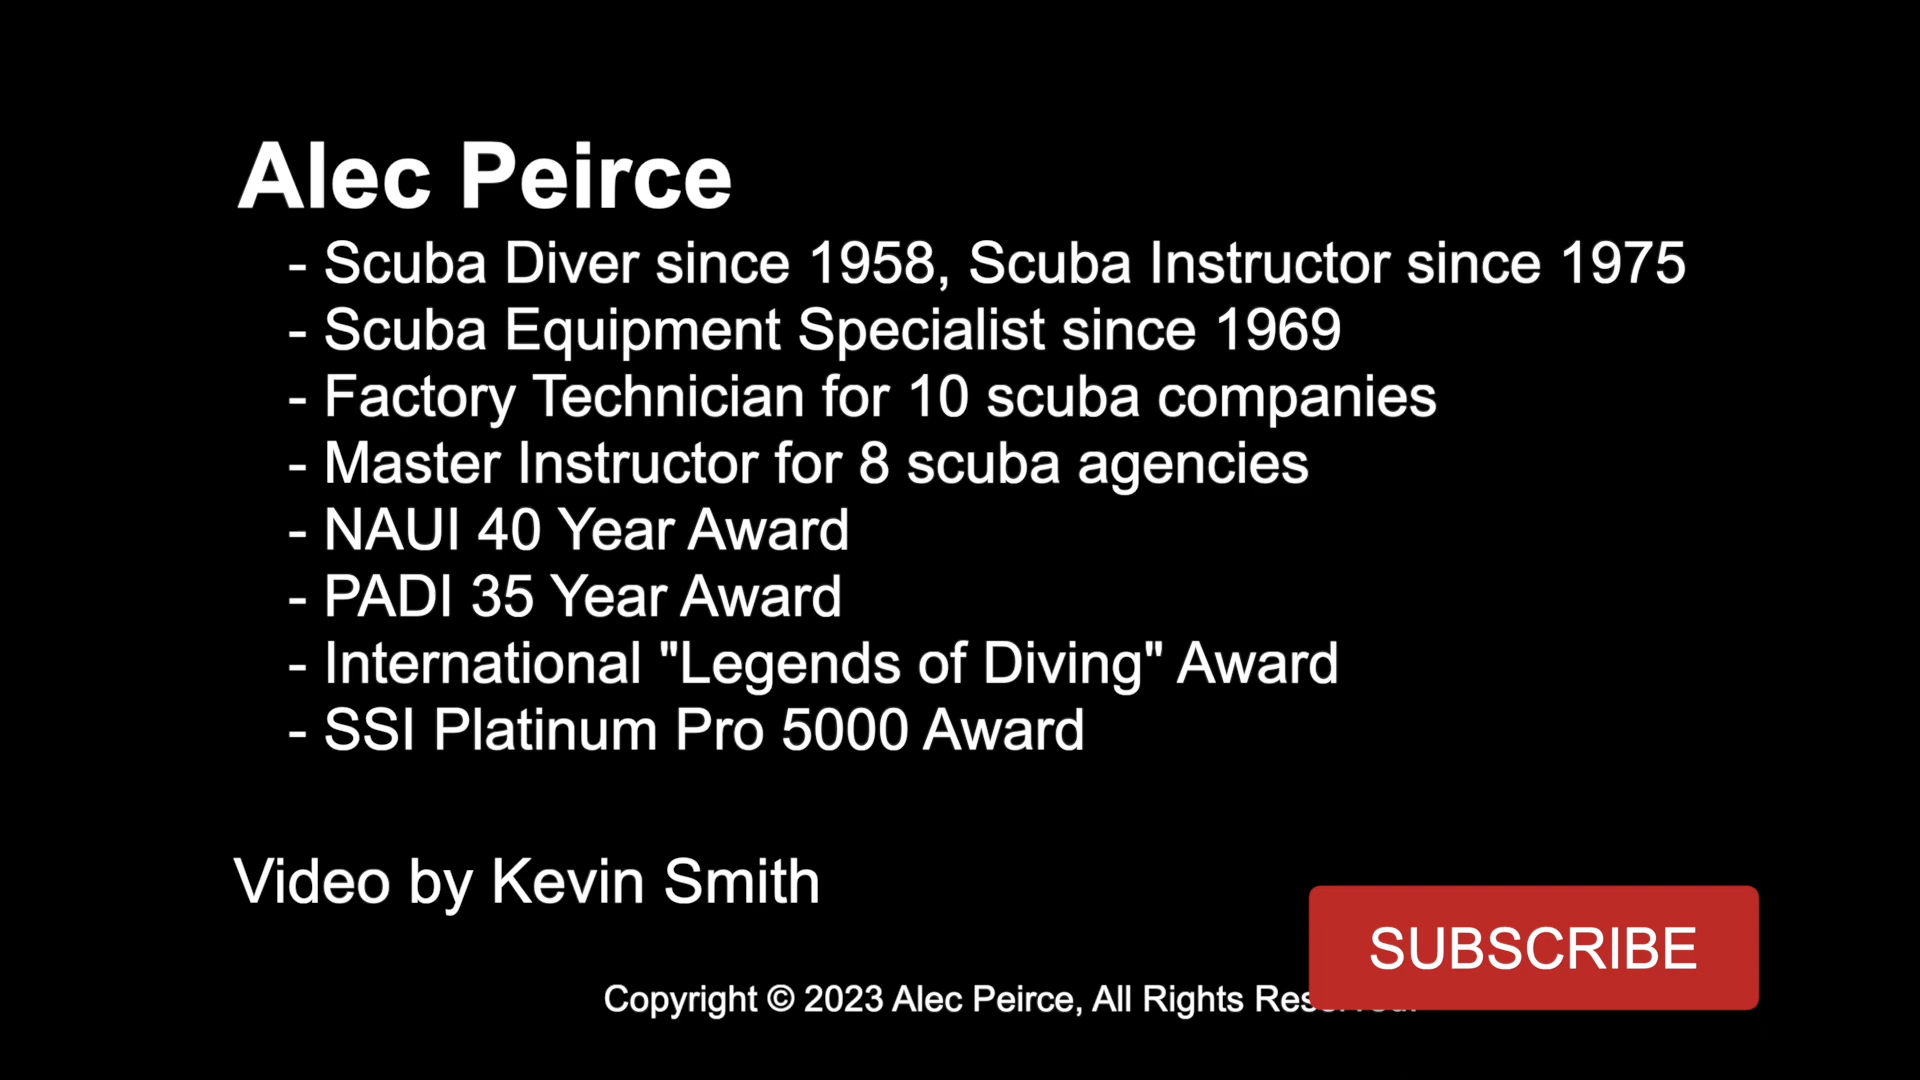 Alec Peirce
- Scuba Diver since 1958, Scuba Instructor since 1975
- Scuba Equipment Specialist since 1969
- Factory Technician for 10 scuba companies
- Master Instructor for 8 scuba agencies
- NAUI 40 Year Award
- PADI 35 Year Award
- International "Legends of Diving" Award
- SSI Platinum Pro 5000 Award
Video by Kevin Smith
SUBSCRIBE
Copyright © 2023 Alec Peirce, All Rights